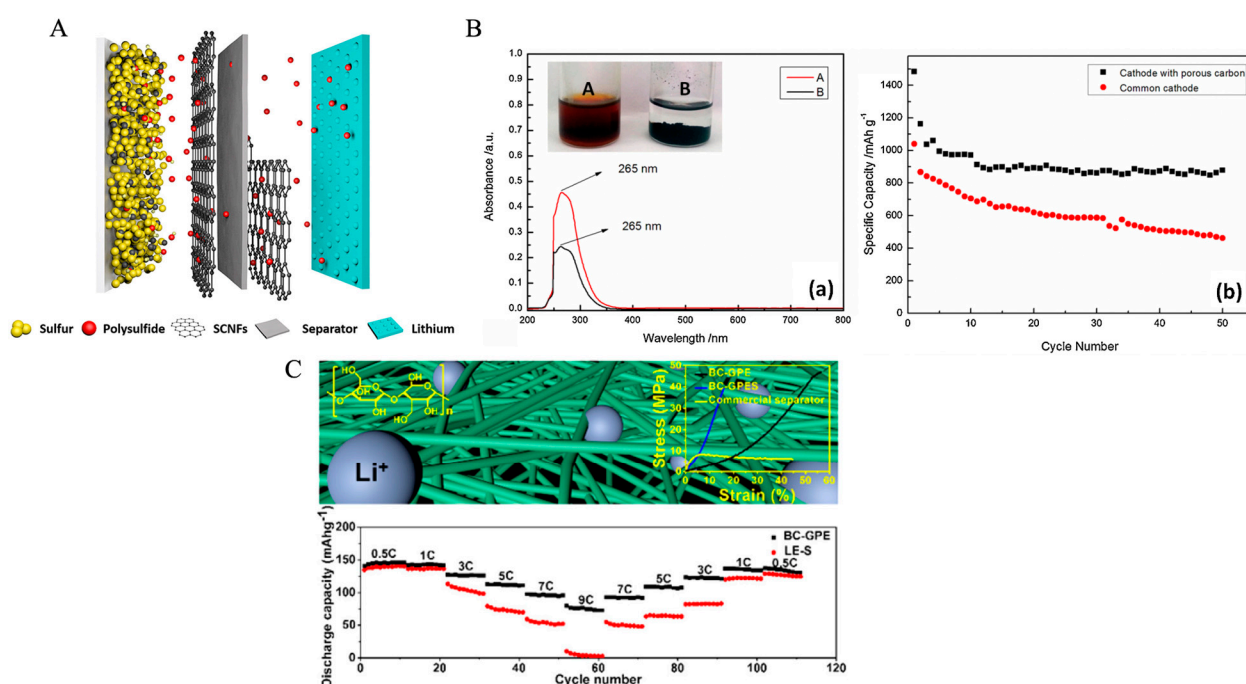 A
Sulfur
Polysulfide
SCNFs
Separator
Lithium
B
1.0
0.9
0.8
0.7
0.6
0.5
0.4
0.3
0.2
0.1
0.0
Absorbance /a.u.
A
B
A
B
265 nm
265 nm
(a)
200 300 400 500 600 700 800
Wavelength /nm
1400
1200
1000
800
600
400
200
0
Specific Capacity /mAh g⁻¹
Cathode with porous carbon
Common cathode
(b)
0 10 20 30 40 50
Cycle Number
C
HO
OH
OH
O
O
OH
O
HO
OH
n
Li⁺
50
40
30
20
10
0
Stress (MPa)
BC-GPE
BC-GPES
Commercial separator
0 10 20 30 40 50 60
Strain (%)
200
150
100
50
0
Discharge capacity (mAhg⁻¹)
BC-GPE
LE-S
0.5C 1C 3C 5C 7C 9C 7C 5C 3C 1C 0.5C
0 20 40 60 80 100 120
Cycle number